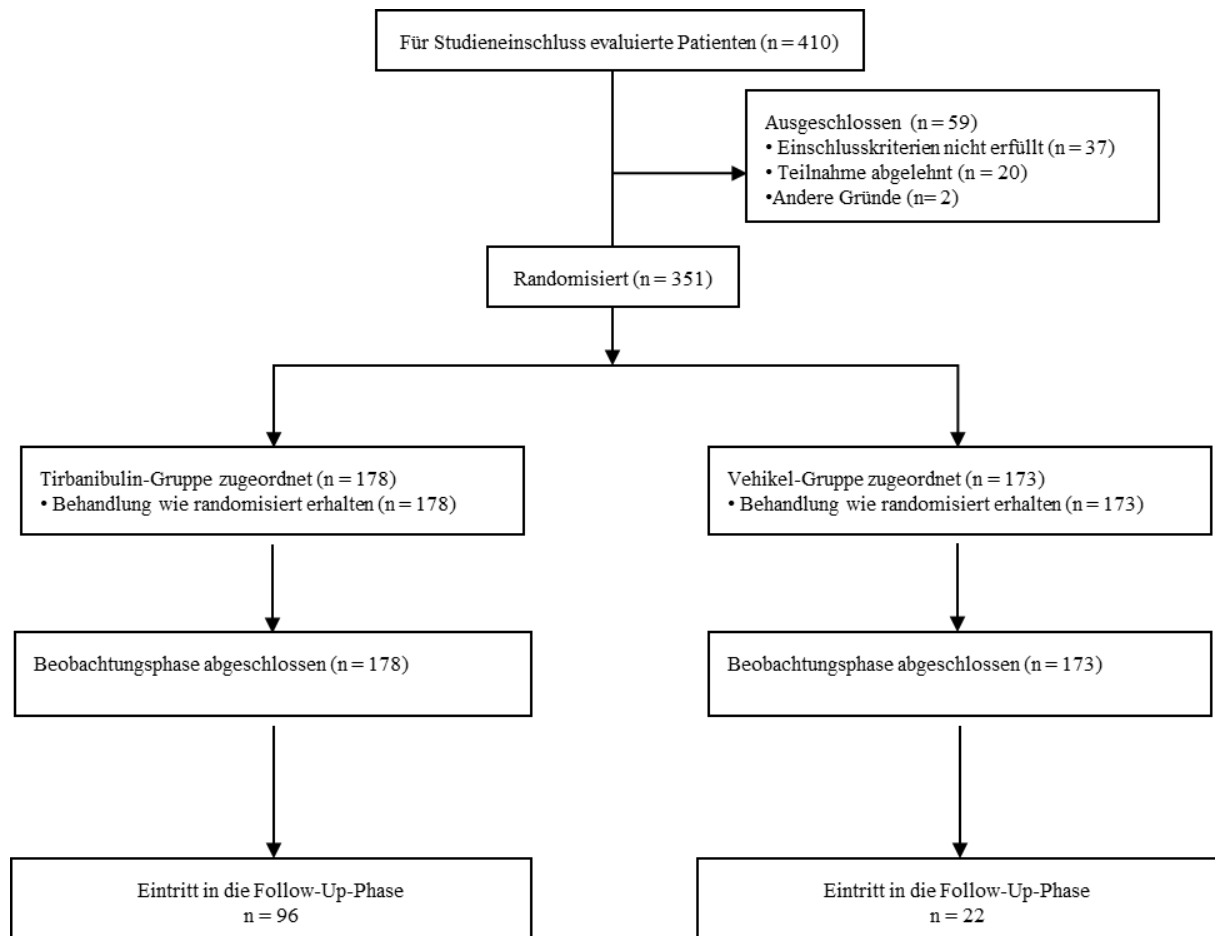 Für Studieneinschluss evaluierte Patienten (n = 410)
Ausgeschlossen (n = 59)
• Einschlusskriterien nicht erfüllt (n = 37)
• Teilnahme abgelehnt (n = 20)
•Andere Gründe (n= 2)
Randomisiert (n = 351)
Tirbanibulin-Gruppe zugeordnet (n = 178)
• Behandlung wie randomisiert erhalten (n = 178)
Vehikel-Gruppe zugeordnet (n = 173)
• Behandlung wie randomisiert erhalten (n = 173)
Beobachtungsphase abgeschlossen (n = 178)
Beobachtungsphase abgeschlossen (n = 173)
Eintritt in die Follow-Up-Phase
n = 96
Eintritt in die Follow-Up-Phase
n = 22